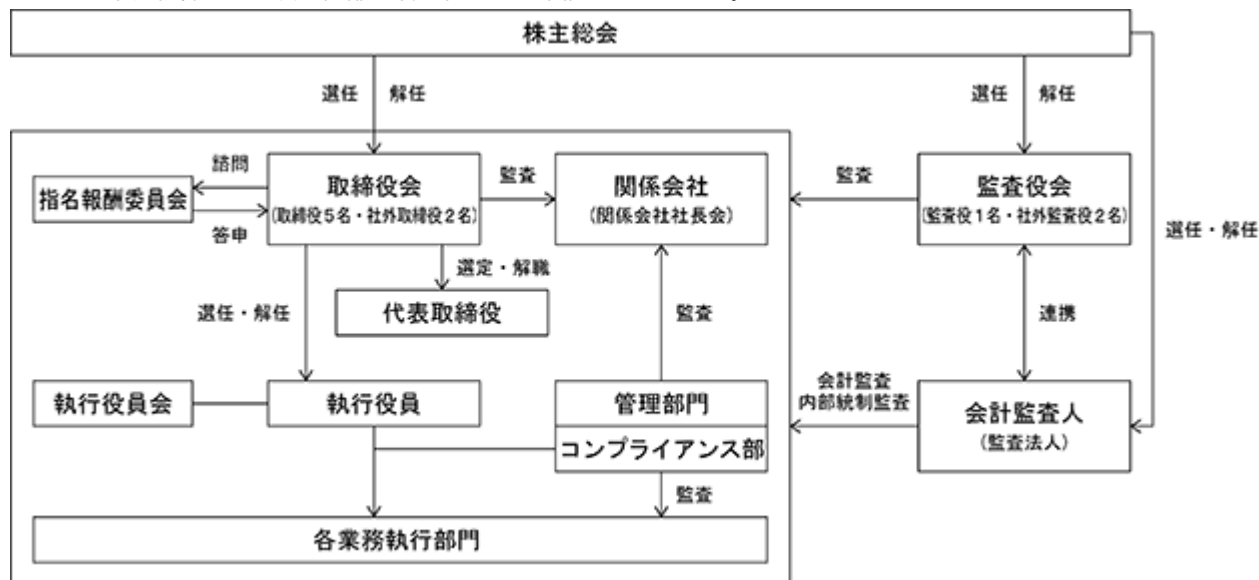 株主総会
選任 解任
選任 解任
諮問
指名報酬委員会
答申
取締役会
(取締役5名・社外取締役2名)
監査
関係会社
(関係会社社長会)
監査
監査役会
(監査役1名・社外監査役2名)
選任・解任
選定・解職
代表取締役
選任・解任
監査
連携
執行役員会
執行役員
管理部門
コンプライアンス部
会計監査
内部統制監査
会計監査人
(監査法人)
監査
各業務執行部門